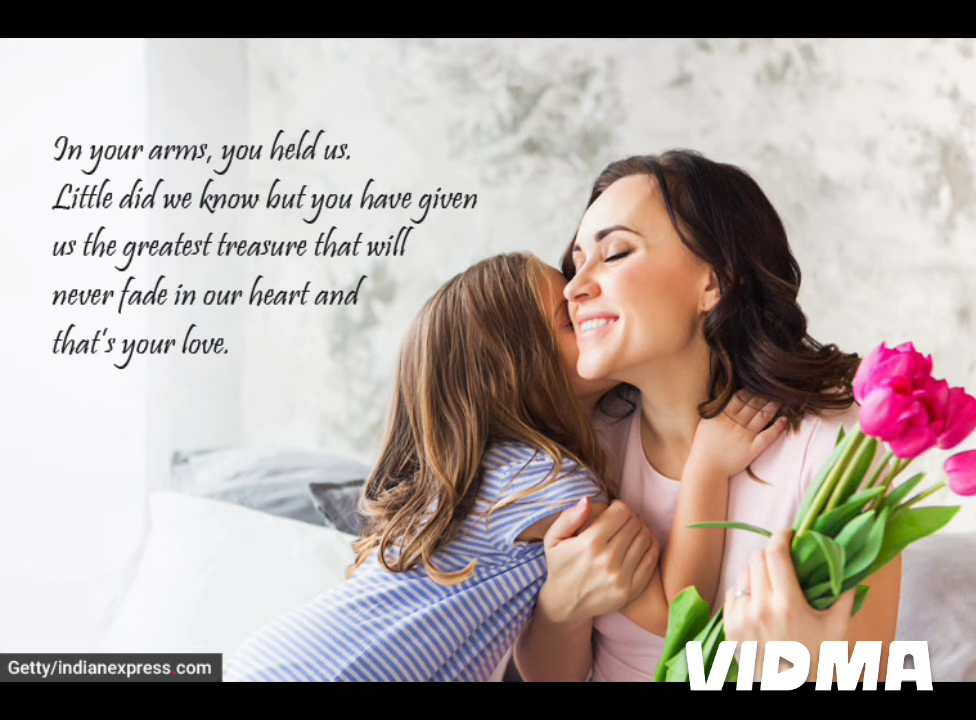 In your arms, you held us.
Little did we know but you have given
us the greatest treasure that will
never fade in our heart and
that's your love.
Getty/indianexpress.com
VIDMA